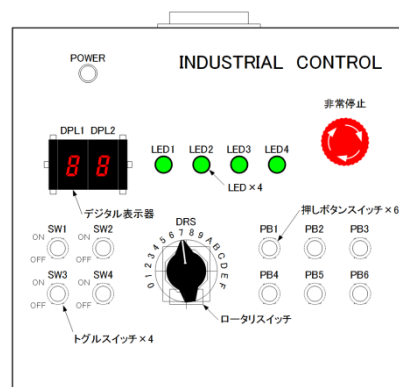 POWER
INDUSTRIAL CONTROL
非常停止
DPL1 DPL2
8 8
LED1 LED2 LED3 LED4
LED×4
デジタル表示器
押しボタンスイッチ×6
SW1 SW2
ON OFF ON OFF
SW3 SW4
ON OFF ON OFF
トグルスイッチ×4
DRS
0 1 2 3 4 5 6 7 8 9 A B C D E F
ロータリスイッチ
PB1 PB2 PB3
PB4 PB5 PB6